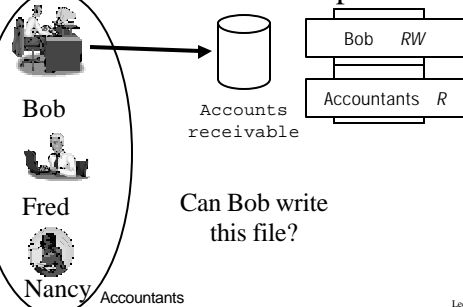 Bob RW
Accountants R
Bob
Accounts
receivable
Fred
Can Bob write
this file?
Nancy
Accountants